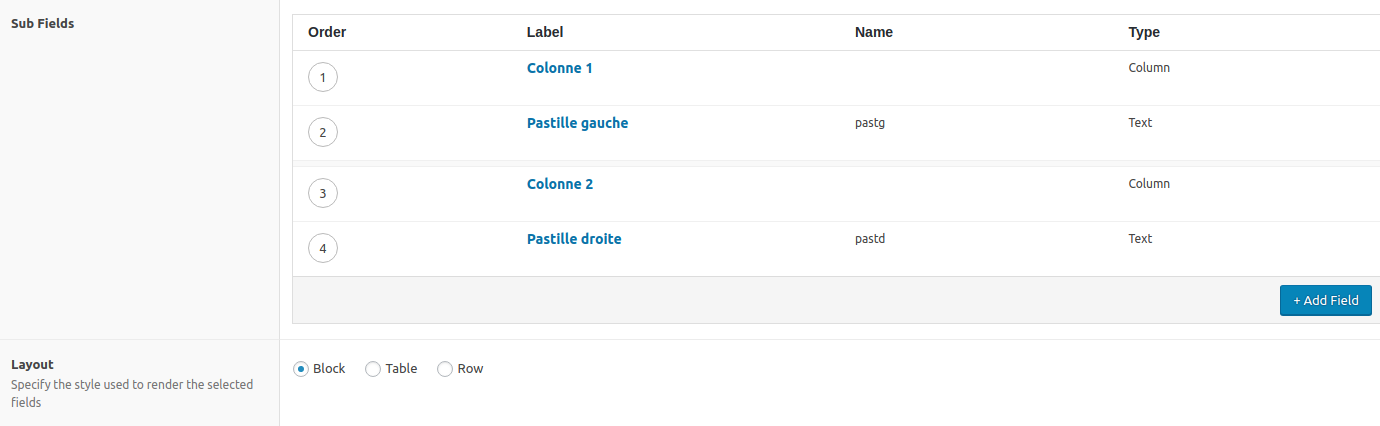 Sub Fields
Order Label Name Type
1 Colonne 1 Column
2 Pastille gauche pastg Text
3 Colonne 2 Column
4 Pastille droite pastd Text
+ Add Field
Layout
Specify the style used to render the selected
fields
Block Table Row